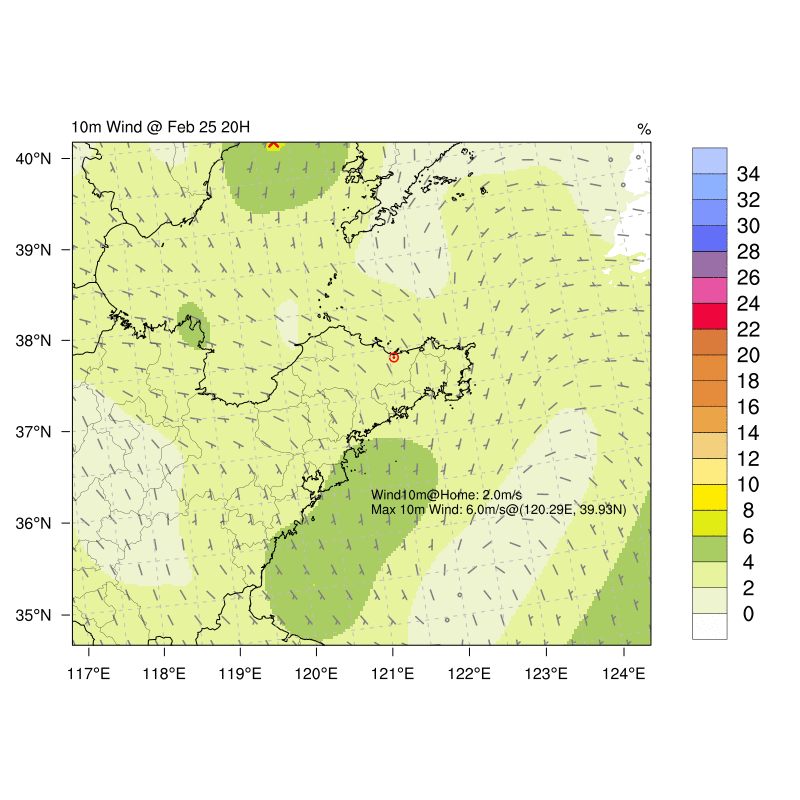 10m Wind @ Feb 25 20H
%
40°N
39°N
38°N
37°N
36°N
35°N
117°E
118°E
119°E
120°E
121°E
122°E
123°E
124°E
Wind10m@Home: 2.0m/s
Max 10m Wind: 6.0m/s@(120.29E, 39.93N)
34
32
30
28
26
24
22
20
18
16
14
12
10
8
6
4
2
0